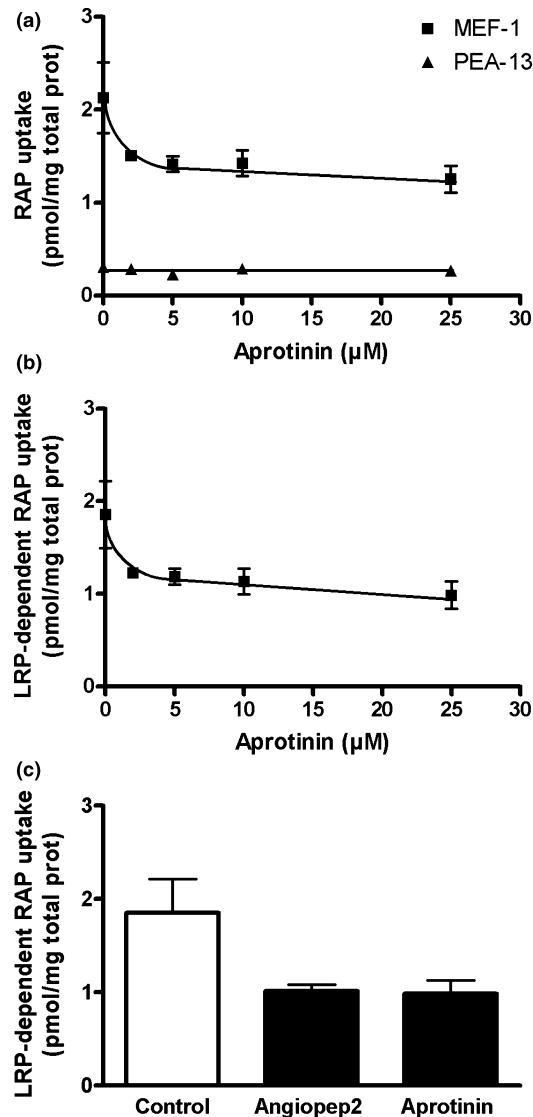 (a)
3
2
1
0
RAP uptake
(pmol/mg total prot)
MEF-1
PEA-13
0 5 10 15 20 25 30
Aprotinin (µM)
(b)
3
2
1
0
LRP-dependent RAP uptake
(pmol/mg total prot)
0 5 10 15 20 25 30
Aprotinin (µM)
(c)
3
2
1
0
LRP-dependent RAP uptake
(pmol/mg total prot)
Control Angiopep2 Aprotinin